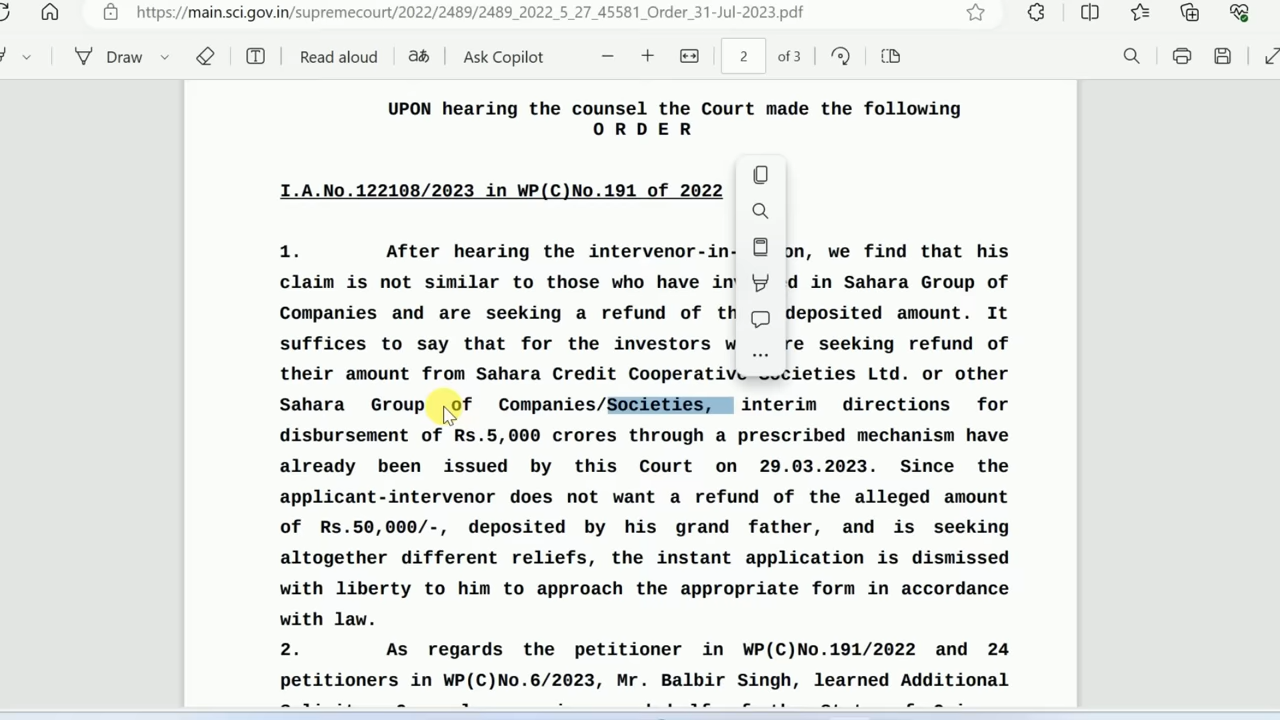 https://main.sci.gov.in/supremecourt/2022/2489/2489_2022_5_27_45581_Order_31-Jul-2023.pdf
Draw Read aloud aあ Ask Copilot 2 of 3
UPON hearing the counsel the Court made the following
O R D E R
I.A.No.122108/2023 in WP(C)No.191 of 2022
1. After hearing the intervenor-in- on, we find that his
claim is not similar to those who have in d in Sahara Group of
Companies and are seeking a refund of th deposited amount. It
suffices to say that for the investors w re seeking refund of
their amount from Sahara Credit Cooperative Societies Ltd. or other
Sahara Group of Companies/Societies, interim directions for
disbursement of Rs.5,000 crores through a prescribed mechanism have
already been issued by this Court on 29.03.2023. Since the
applicant-intervenor does not want a refund of the alleged amount
of Rs.50,000/-, deposited by his grand father, and is seeking
altogether different reliefs, the instant application is dismissed
with liberty to him to approach the appropriate form in accordance
with law.
2. As regards the petitioner in WP(C)No.191/2022 and 24
petitioners in WP(C)No.6/2023, Mr. Balbir Singh, learned Additional